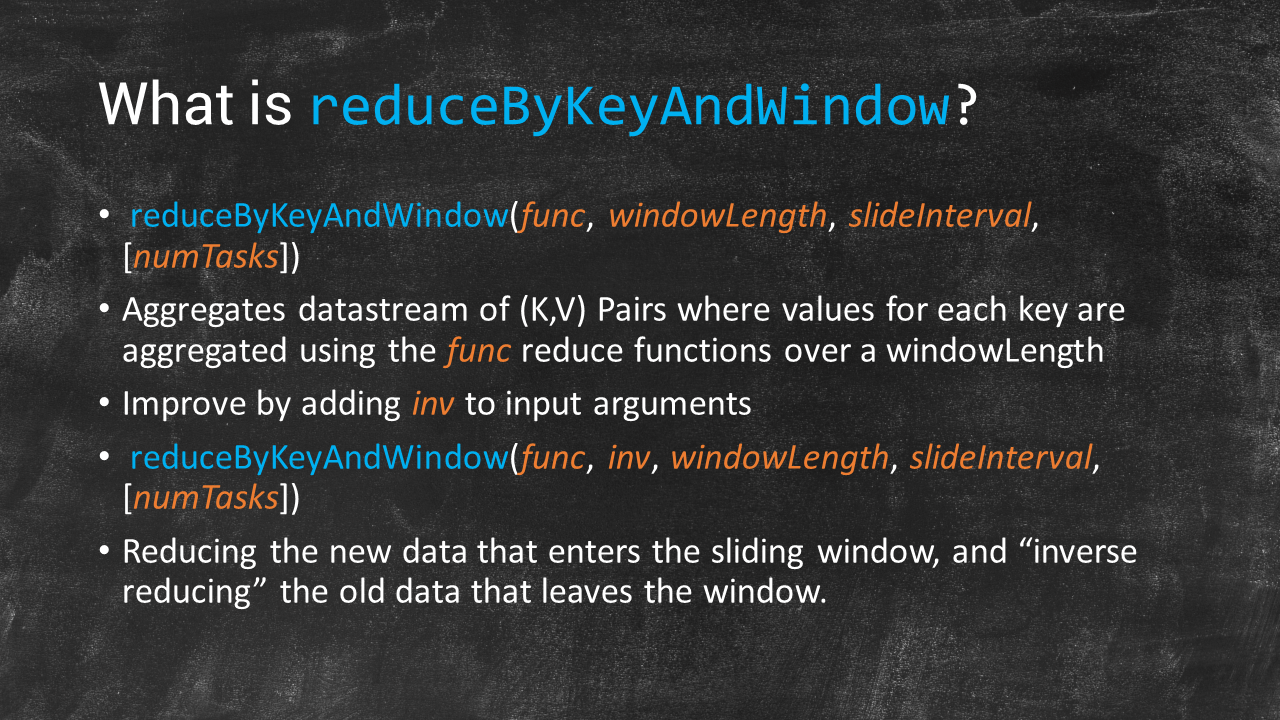 What is reduceByKeyAndWindow?
• reduceByKeyAndWindow(func, windowLength, slideInterval,
[numTasks])
• Aggregates datastream of (K,V) Pairs where values for each key are
aggregated using the func reduce functions over a windowLength
• Improve by adding inv to input arguments
• reduceByKeyAndWindow(func, inv, windowLength, slideInterval,
[numTasks])
• Reducing the new data that enters the sliding window, and “inverse
reducing” the old data that leaves the window.